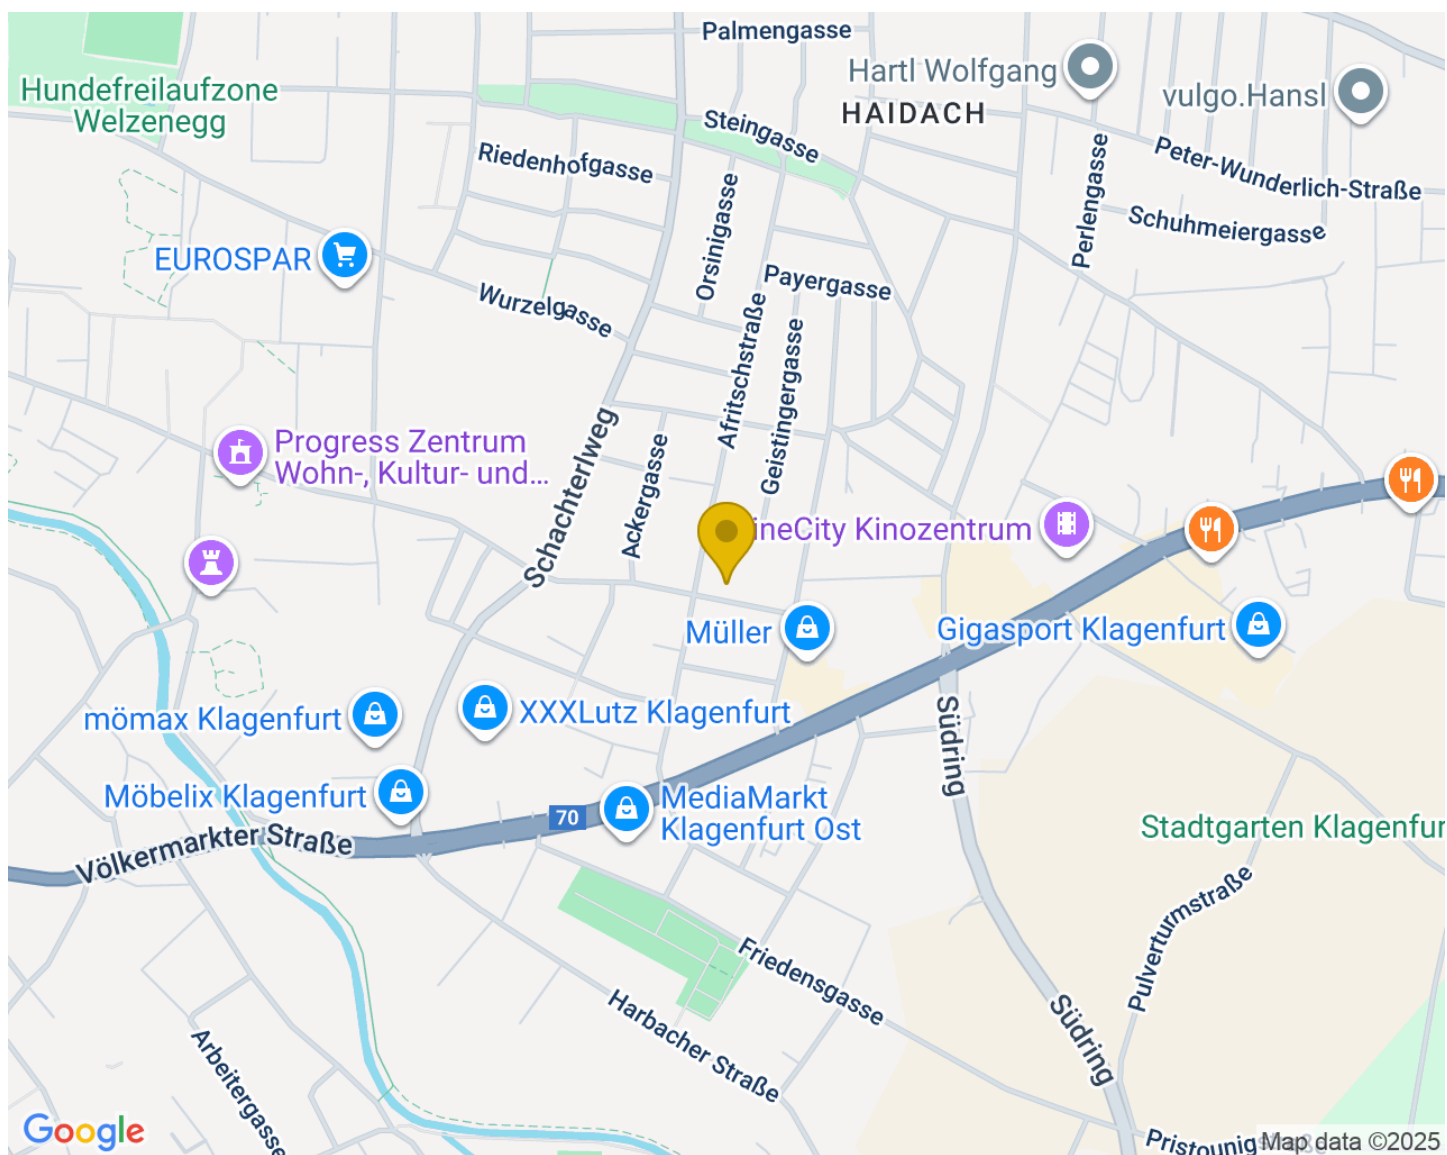 Palmengasse
Hartl Wolfgang
HAIDACH
vulgo.Hansl
Hundefreilaufzone
Welzenegg
Steingasse
Riedenhofgasse
Perlengasse
Peter-Wunderlich-Straße
Schuhmeiergasse
Orsinigasse
EUROSPAR
Payergasse
Wurzelgasse
Afritschstraße
Geistingergasse
Progress Zentrum
Wohn-, Kultur- und...
Schachterlweg
Ackergasse
ineCity Kinozentrum
Müller
Gigasport Klagenfurt
mömax Klagenfurt
XXXLutz Klagenfurt
Südring
Möbelix Klagenfurt
MediaMarkt
Klagenfurt Ost
70
Völkermarkter Straße
Stadtgarten Klagenfur
Pulverturmstraße
Friedensgasse
Harbacher Straße
Südring
Arbeitergasse
Google
Pristounig
Map data ©2025